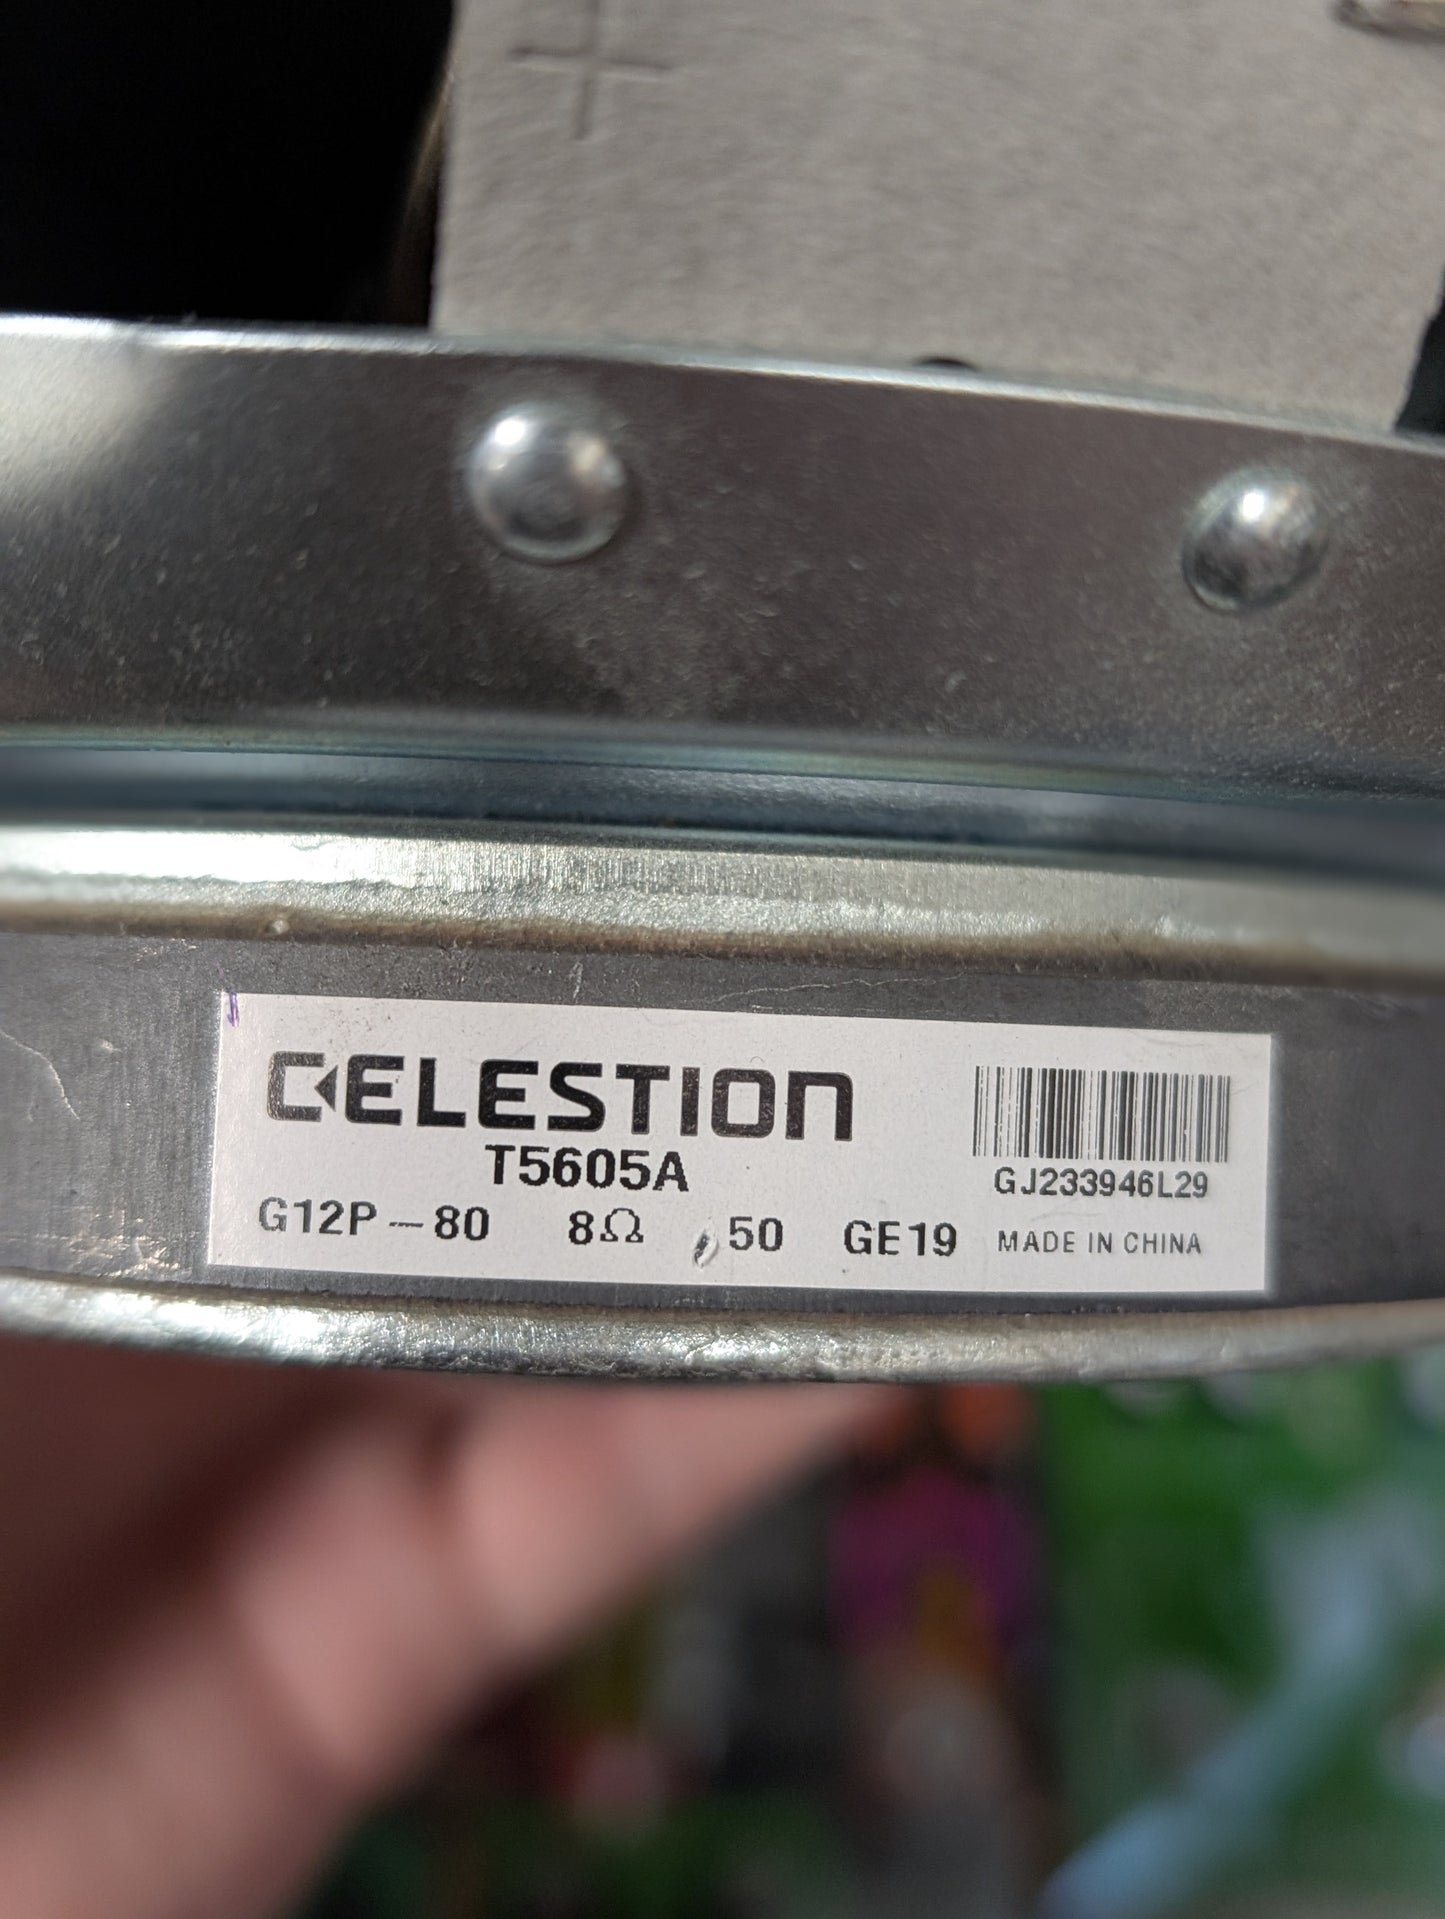 CELESTION
T5605A
G12P-80 8Ω 50 GE19
GJ233946L29
MADE IN CHINA